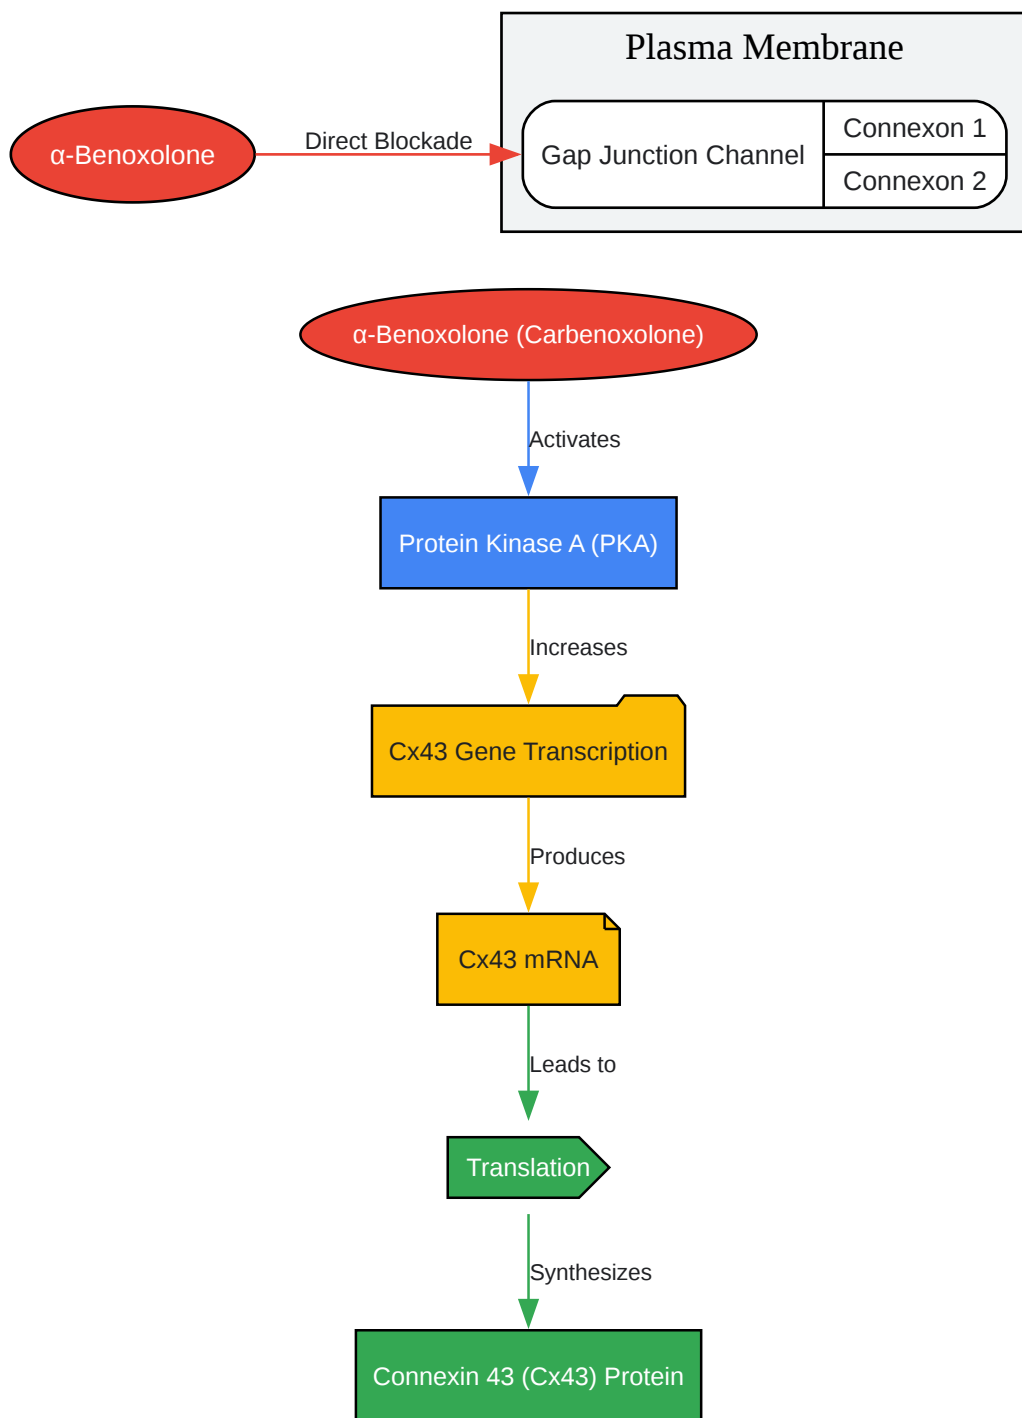 Plasma Membrane
α-Benoxolone
Direct Blockade
Gap Junction Channel
Connexon 1
Connexon 2
α-Benoxolone (Carbenoxolone)
Activates
Protein Kinase A (PKA)
Increases
Cx43 Gene Transcription
Produces
Cx43 mRNA
Leads to
Translation
Synthesizes
Connexin 43 (Cx43) Protein